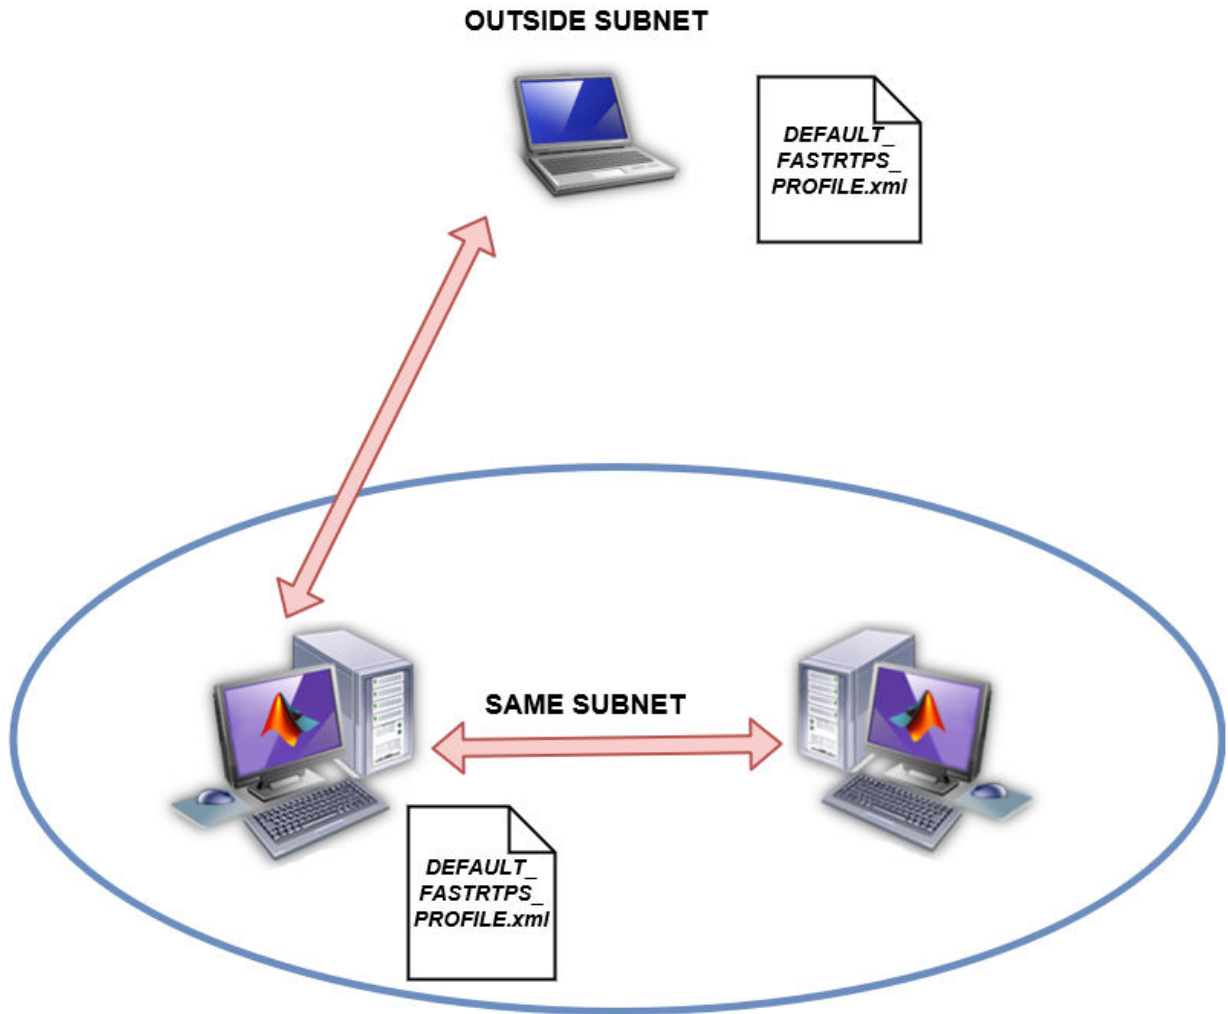 OUTSIDE SUBNET
DEFAULT_
FASTRTPS_
PROFILE.xml
SAME SUBNET
DEFAULT_
FASTRTPS_
PROFILE.xml